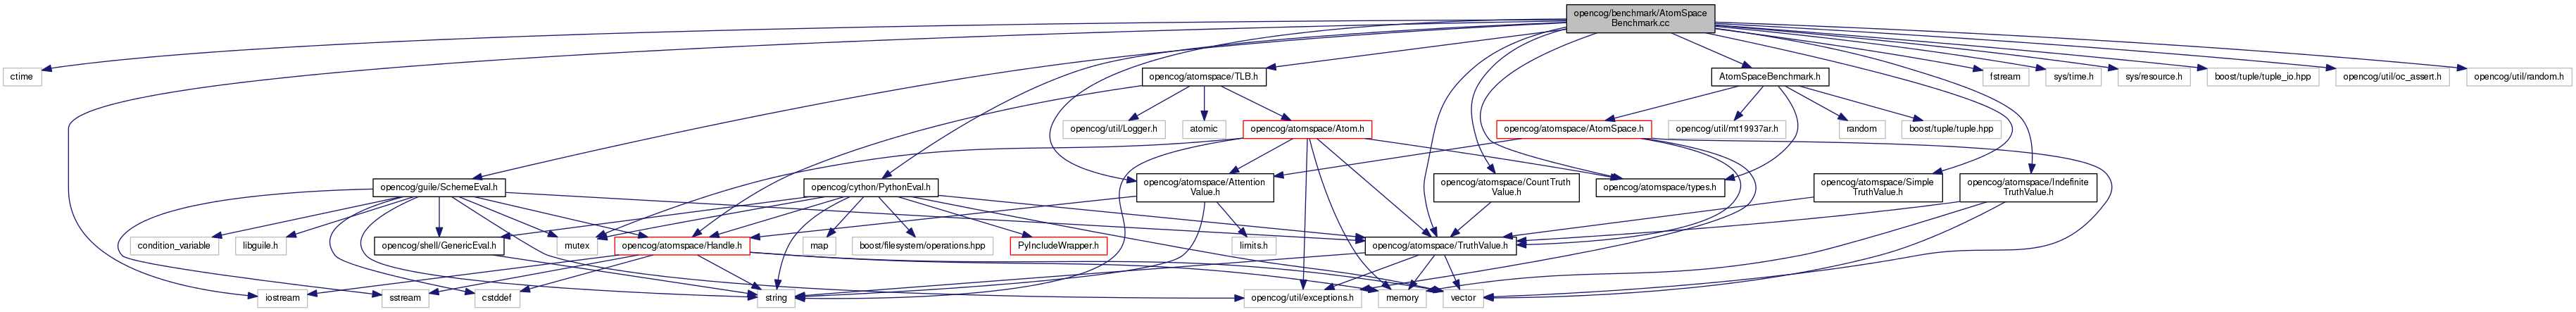 opencog/benchmark/AtomSpace
Benchmark.cc
ctime
opencog/atomspace/TLB.h
AtomSpaceBenchmark.h
fstream
sys/time.h
sys/resource.h
boost/tuple/tuple_io.hpp
opencog/util/oc_assert.h
opencog/util/random.h
opencog/util/Logger.h
atomic
opencog/atomspace/Atom.h
opencog/atomspace/AtomSpace.h
opencog/util/mt19937ar.h
random
boost/tuple/tuple.hpp
opencog/guile/SchemeEval.h
opencog/cython/PythonEval.h
opencog/atomspace/Attention
Value.h
opencog/atomspace/CountTruth
Value.h
opencog/atomspace/types.h
opencog/atomspace/Simple
TruthValue.h
opencog/atomspace/Indefinite
TruthValue.h
condition_variable
libguile.h
opencog/shell/GenericEval.h
mutex
opencog/atomspace/Handle.h
map
boost/filesystem/operations.hpp
PyIncludeWrapper.h
limits.h
opencog/atomspace/TruthValue.h
iostream
sstream
cstddef
string
opencog/util/exceptions.h
memory
vector